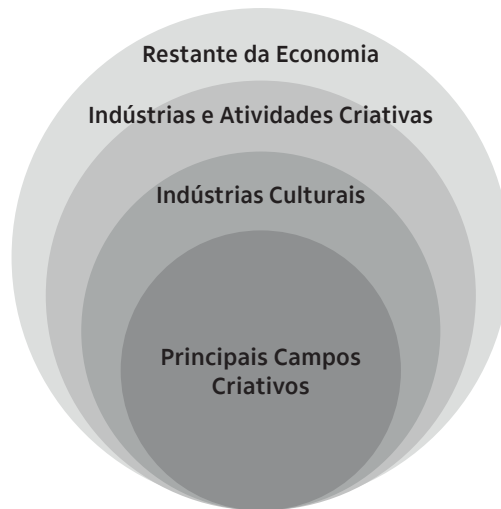 Restante da Economia
Indústrias e Atividades Criativas
Indústrias Culturais
Principais Campos
Criativos